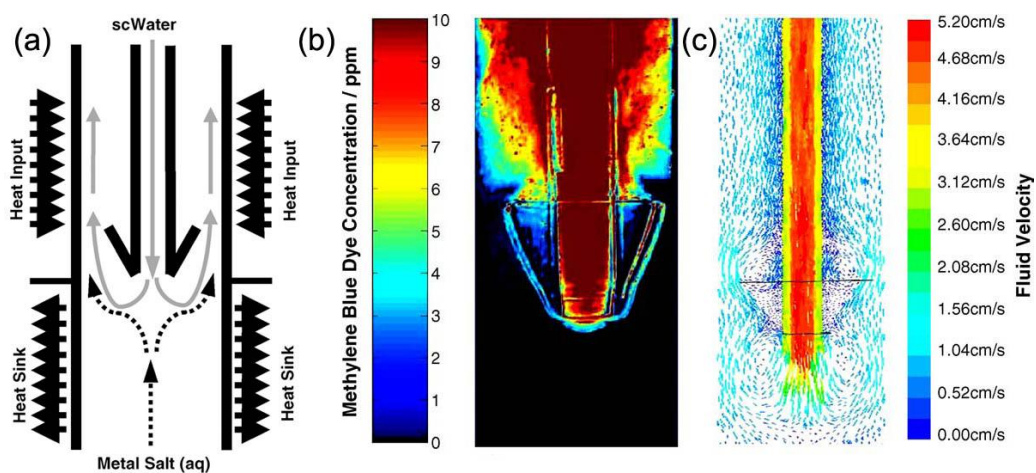 (a)
scWater
Heat Input
Heat Input
Heat Sink
Heat Sink
Metal Salt (aq)
(b)
Methylene Blue Dye Concentration / ppm
10
9
8
7
6
5
4
3
2
1
0
(c)
5.20cm/s
4.68cm/s
4.16cm/s
3.64cm/s
3.12cm/s
2.60cm/s
2.08cm/s
1.56cm/s
1.04cm/s
0.52cm/s
0.00cm/s
Fluid Velocity